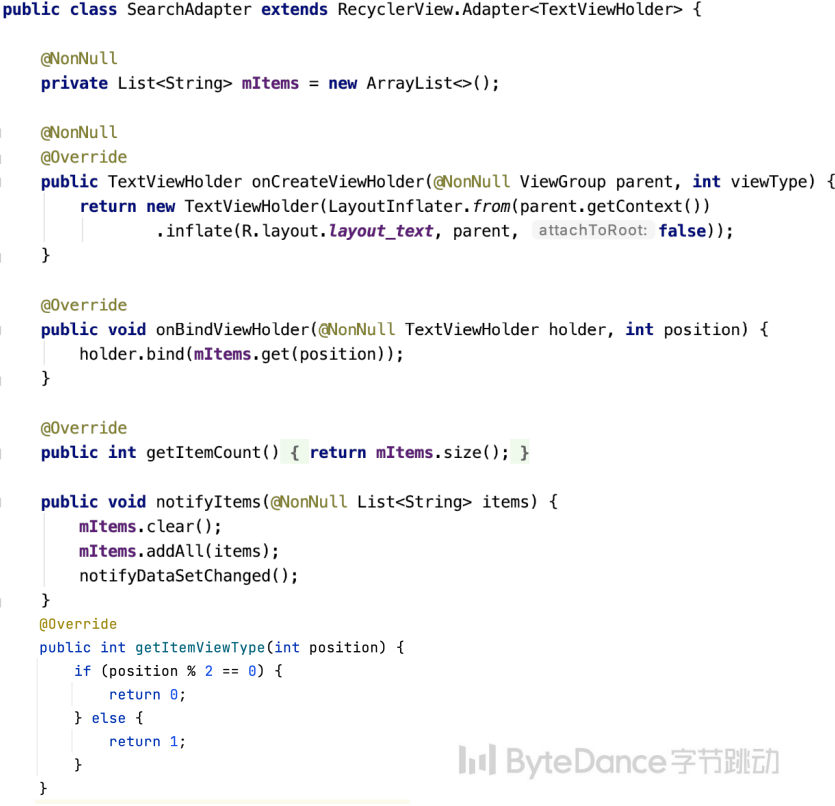 public class SearchAdapter extends RecyclerView.Adapter<TextViewHolder> {
@NonNull
private List<String> mItems = new ArrayList<>();
@NonNull
@Override
public TextViewHolder onCreateViewHolder(@NonNull ViewGroup parent, int viewType) {
return new TextViewHolder(LayoutInflater.from(parent.getContext())
.inflate(R.layout.layout_text, parent, attachToRoot: false));
}
@Override
public void onBindViewHolder(@NonNull TextViewHolder holder, int position) {
holder.bind(mItems.get(position));
}
@Override
public int getItemCount() { return mItems.size(); }
public void notifyItems(@NonNull List<String> items) {
mItems.clear();
mItems.addAll(items);
notifyDataSetChanged();
}
@Override
public int getItemViewType(int position) {
if (position % 2 == 0) {
return 0;
} else {
return 1;
}
}
ByteDance字节跳动